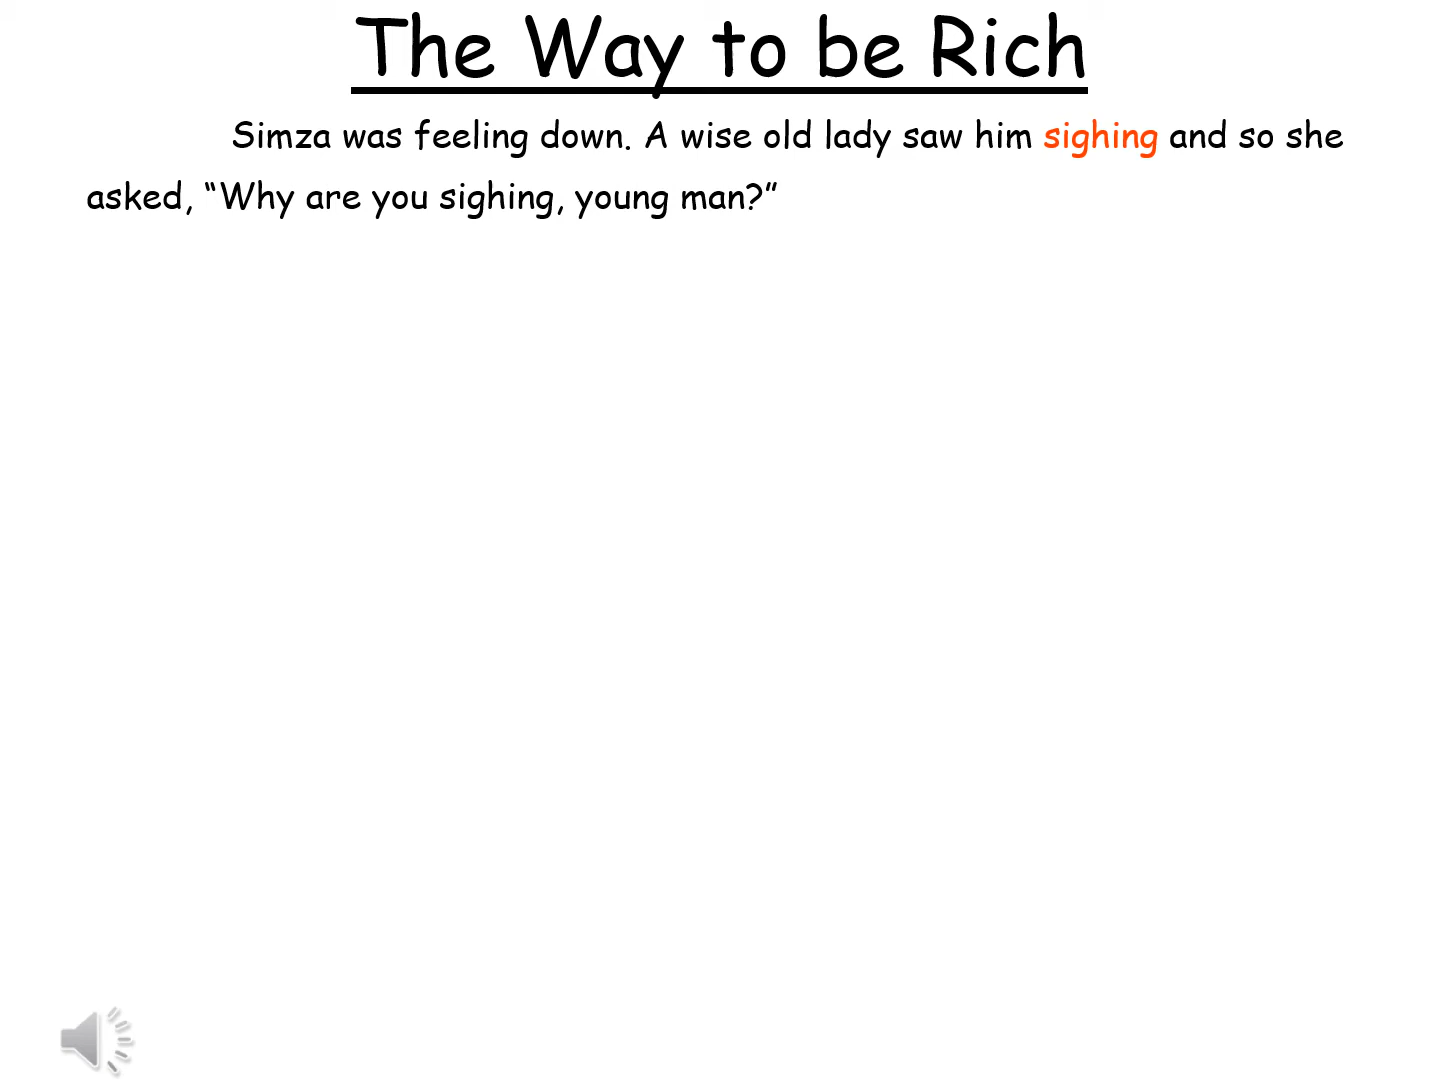 The Way to be Rich
Simza was feeling down. A wise old lady saw him sighing and so she
asked, “Why are you sighing, young man?”